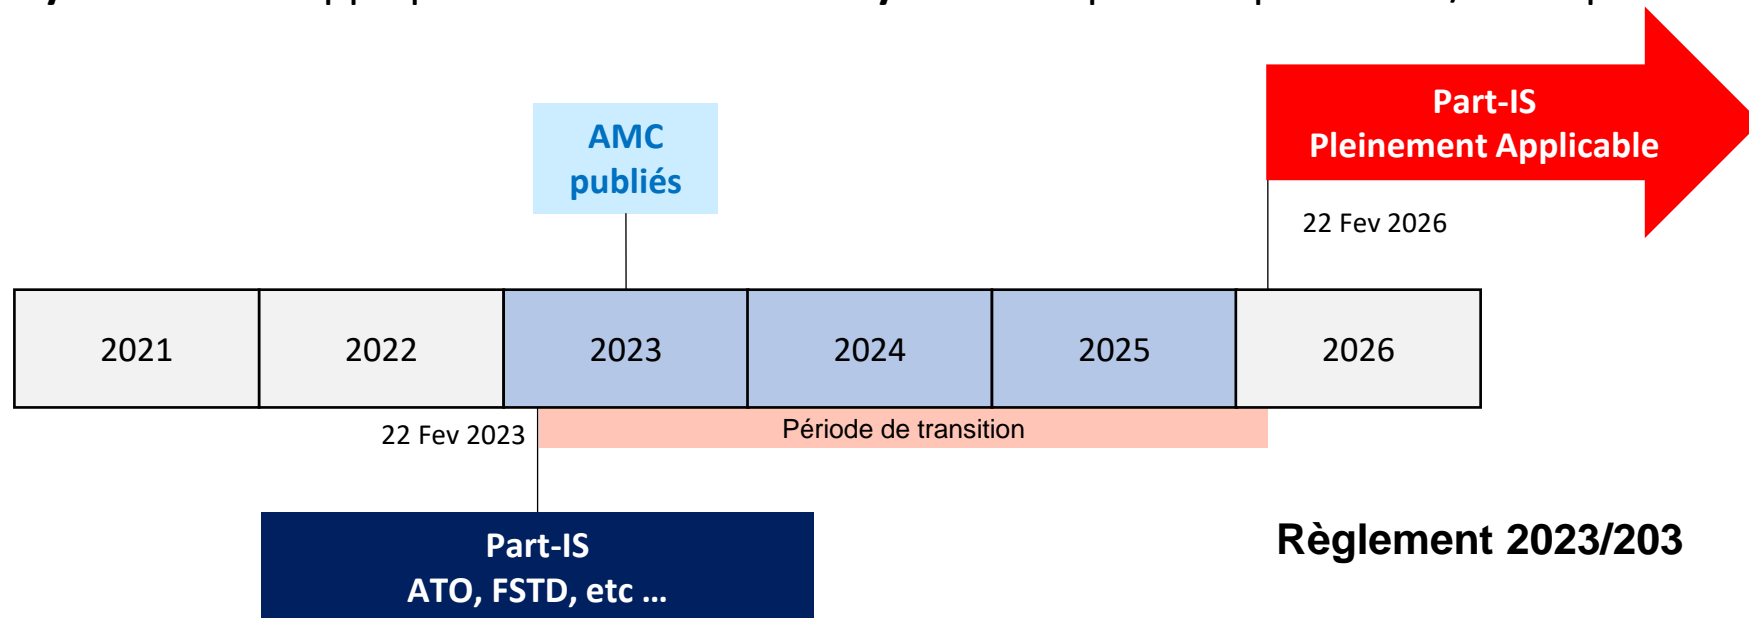 Part-IS
Pleinement Applicable
AMC
publiés
22 Fev 2026
2021 2022 2023 2024 2025 2026
22 Fev 2023
Période de transition
Part-IS
ATO, FSTD, etc ...
Règlement 2023/203